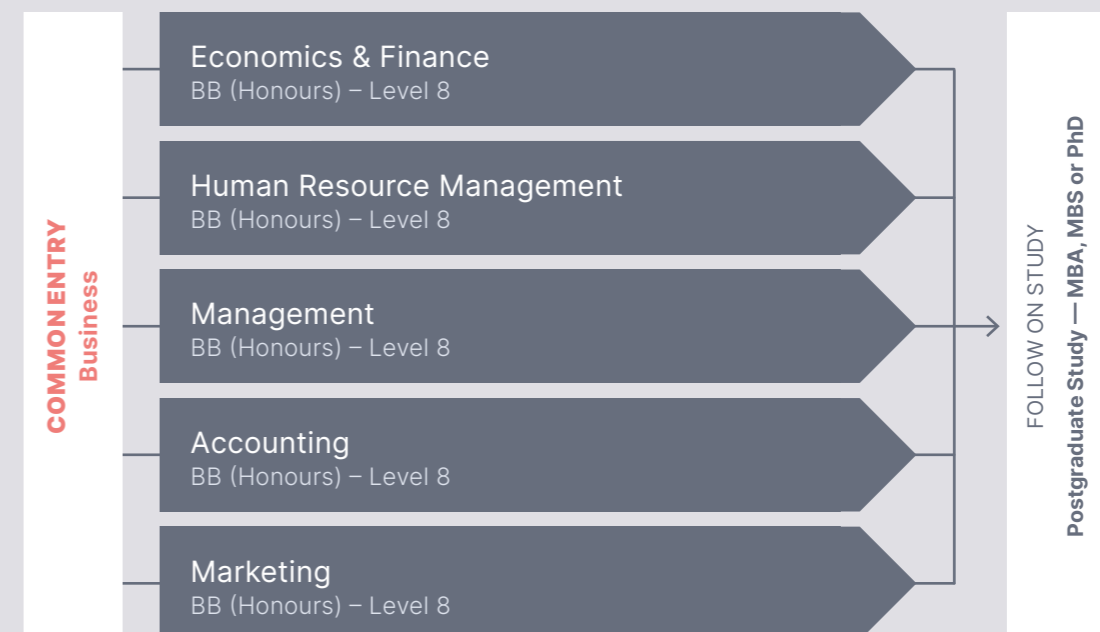 COMMON ENTRY
Business
Economics & Finance
BB (Honours) – Level 8
Human Resource Management
BB (Honours) – Level 8
Management
BB (Honours) – Level 8
Accounting
BB (Honours) – Level 8
Marketing
BB (Honours) – Level 8
FOLLOW ON STUDY
Postgraduate Study — MBA, MBS or PhD